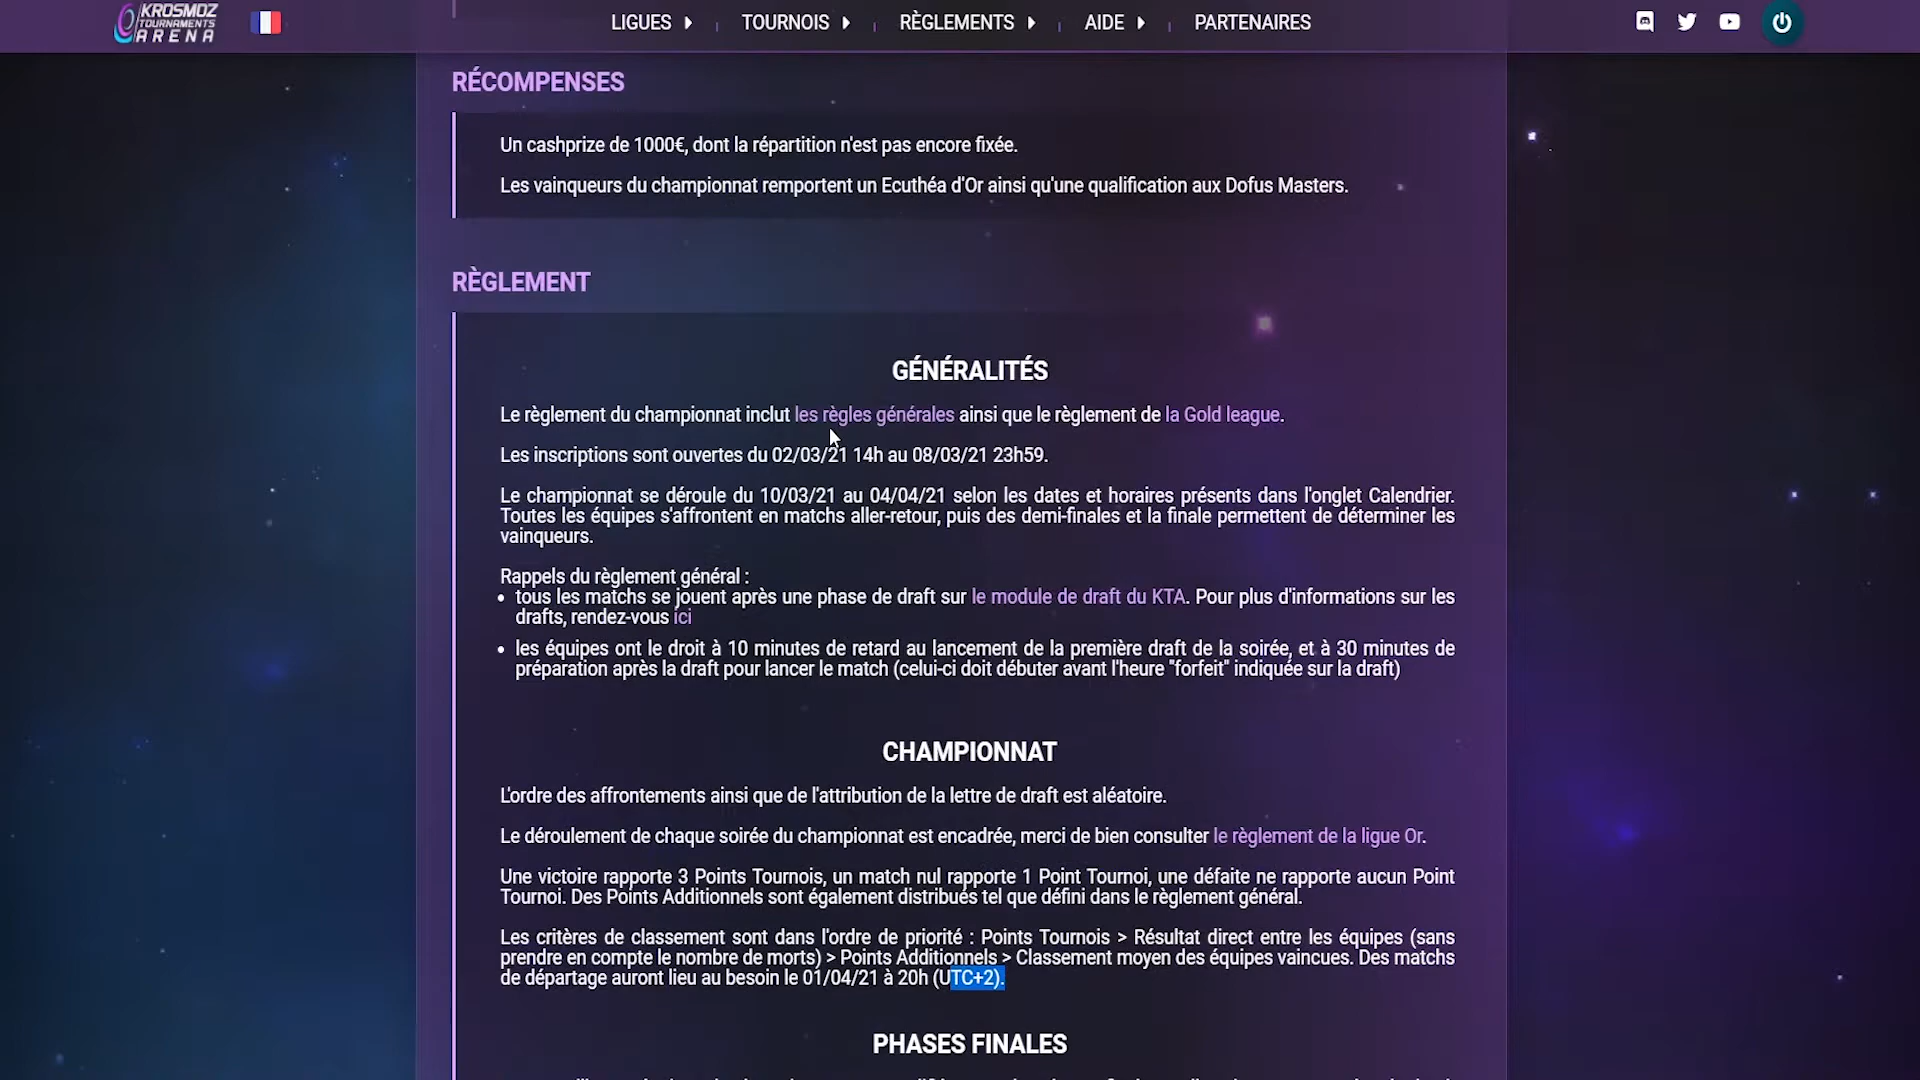 KROSMOZ
TOURNAMENTS
ARENA
LIGUES
TOURNOIS
RÈGLEMENTS
AIDE
PARTENAIRES
RÉCOMPENSES
Un cashprize de 1000€, dont la répartition n'est pas encore fixée.
Les vainqueurs du championnat remportent un Ecuthéa d'Or ainsi qu'une qualification aux Dofus Masters.
RÈGLEMENT
GÉNÉRALITÉS
Le règlement du championnat inclut les règles générales ainsi que le règlement de la Gold league.
Les inscriptions sont ouvertes du 02/03/21 14h au 08/03/21 23h59.
Le championnat se déroule du 10/03/21 au 04/04/21 selon les dates et horaires présents dans l'onglet Calendrier.
Toutes les équipes s'affrontent en matchs aller-retour, puis des demi-finales et la finale permettent de déterminer les
vainqueurs.
Rappels du règlement général :
• tous les matchs se jouent après une phase de draft sur le module de draft du KTA. Pour plus d'informations sur les
drafts, rendez-vous ici
• les équipes ont le droit à 10 minutes de retard au lancement de la première draft de la soirée, et à 30 minutes de
préparation après la draft pour lancer le match (celui-ci doit débuter avant l'heure "forfeit" indiquée sur la draft)
CHAMPIONNAT
L'ordre des affrontements ainsi que de l'attribution de la lettre de draft est aléatoire.
Le déroulement de chaque soirée du championnat est encadrée, merci de bien consulter le règlement de la ligue Or.
Une victoire rapporte 3 Points Tournois, un match nul rapporte 1 Point Tournoi, une défaite ne rapporte aucun Point
Tournoi. Des Points Additionnels sont également distribués tel que défini dans le règlement général.
Les critères de classement sont dans l'ordre de priorité : Points Tournois > Résultat direct entre les équipes (sans
prendre en compte le nombre de morts) > Points Additionnels > Classement moyen des équipes vaincues. Des matchs
de départage auront lieu au besoin le 01/04/21 à 20h (UTC+2).
PHASES FINALES